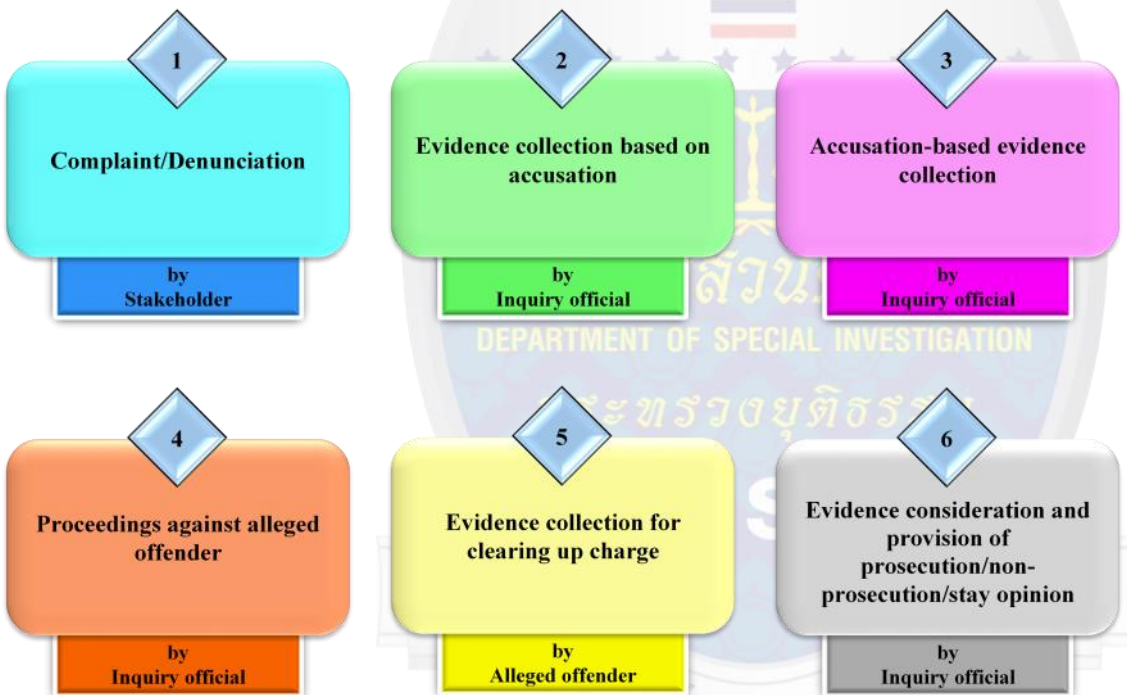 1
Complaint/Denunciation
by
Stakeholder
2
Evidence collection based on
accusation
by
Inquiry official
3
Accusation-based evidence
collection
by
Inquiry official
DEPARTMENT OF SPECIAL INVESTIGATION
4
Proceedings against alleged
offender
by
Inquiry official
5
Evidence collection for
clearing up charge
by
Alleged offender
6
Evidence consideration and
provision of
prosecution/non-
prosecution/stay opinion
by
Inquiry official